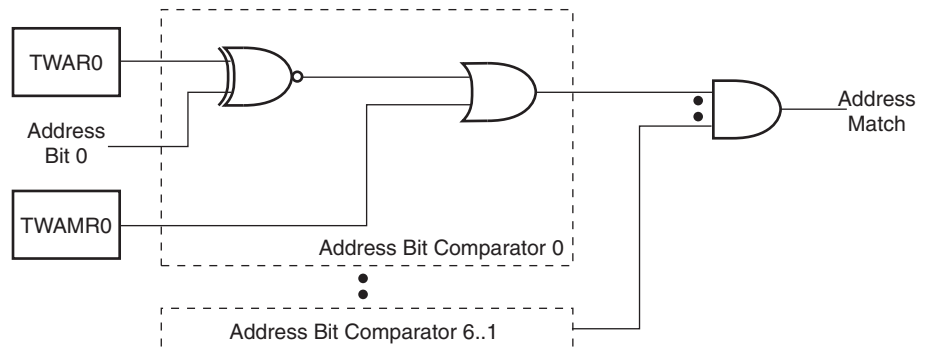 TWAR0
Address
Bit 0
TWAMR0
Address Bit Comparator 0
Address Bit Comparator 6..1
Address
Match